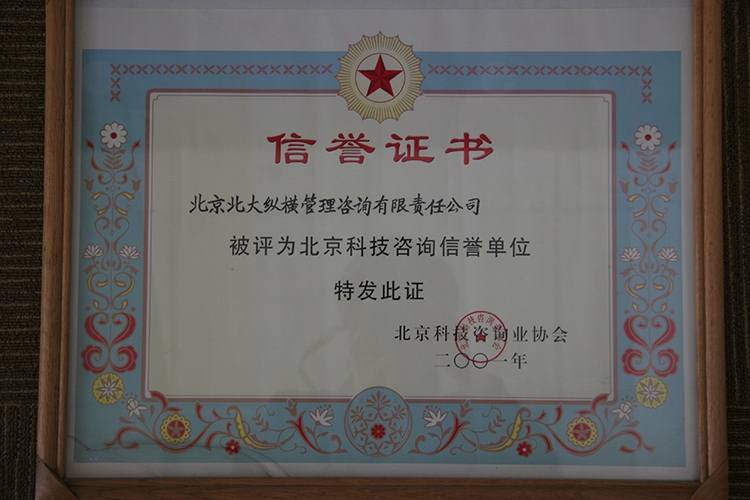 信誉证书
北京北大纵横管理咨询有限责任公司
被评为北京科技咨询信誉单位
特发此证
北京科技咨询业协会
二〇〇一年